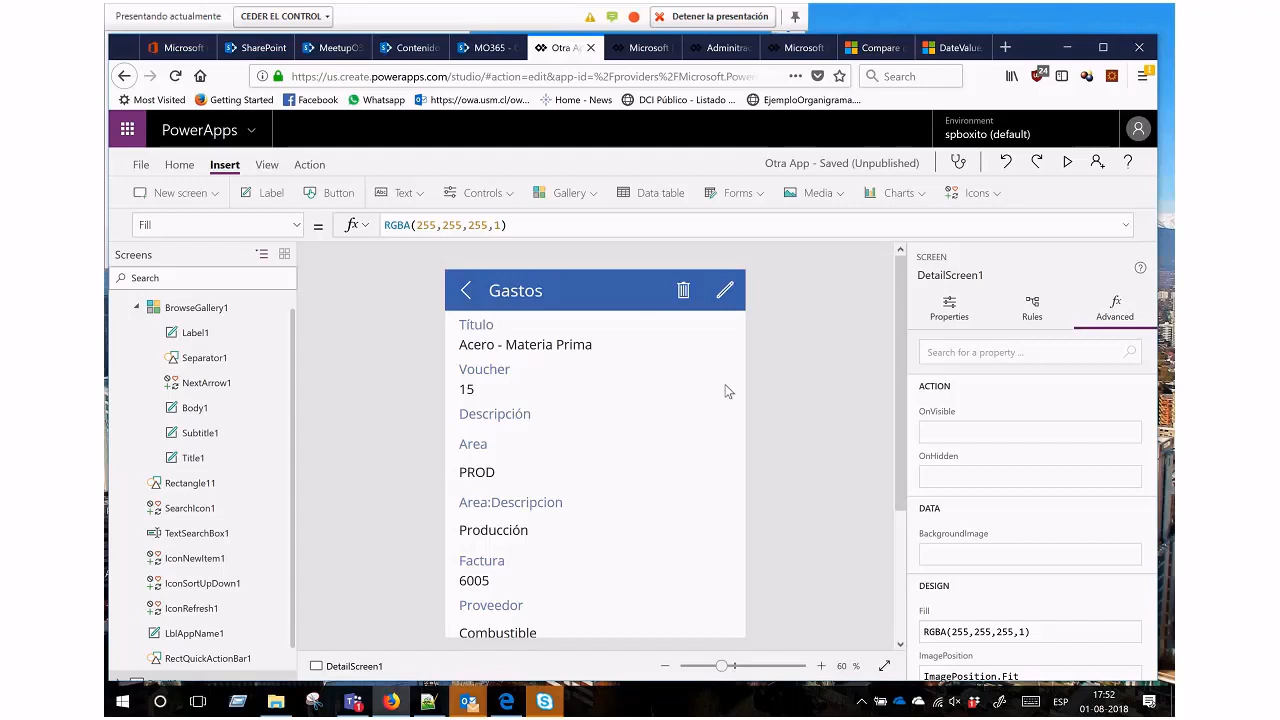 Presentando actualmente
CEDER EL CONTROL
Detener la presentación
Microsoft
SharePoint
MeetupO
Contenido
MO365 -
Otra Ap
Microsoft
Adminitrac
Microsoft
Compare
DateValue
https://us.create.powerapps.com/studio/#action=edit&app-id=%2Fproviders%2FMicrosoft.Power
Search
24
Most Visited
Getting Started
Facebook
Whatsapp
https://owa.usm.cl/ow...
Home - News
DCI Público - Listado ...
EjemploOrganigrama....
PowerApps
Environment
spboxito (default)
File
Home
Insert
View
Action
Otra App - Saved (Unpublished)
New screen
Label
Button
Text
Controls
Gallery
Data table
Forms
Media
Charts
Icons
Fill
=
fx
RGBA(255,255,255,1)
Screens
Search
BrowseGallery1
Label1
Separator1
NextArrow1
Body1
Subtitle1
Title1
Rectangle11
SearchIcon1
TextSearchBox1
IconNewItem1
IconSortUpDown1
IconRefresh1
LblAppName1
RectQuickActionBar1
Gastos
Título
Acero - Materia Prima
Voucher
15
Descripción
Area
PROD
Area:Descripcion
Producción
Factura
6005
Proveedor
Combustible
DetailScreen1
60 %
SCREEN
DetailScreen1
Properties
Rules
Advanced
Search for a property ...
ACTION
OnVisible
OnHidden
DATA
BackgroundImage
DESIGN
Fill
RGBA(255,255,255,1)
ImagePosition
ImagePosition.Fit
ESP
17:52
01-08-2018